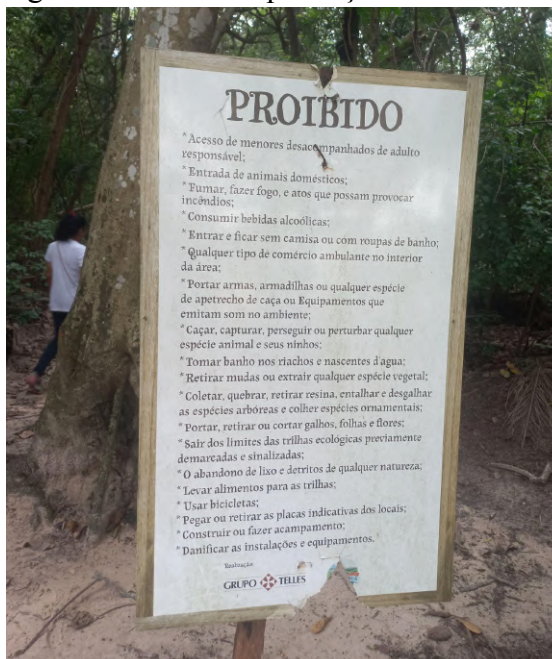 PROIBIDO
* Acesso de menores desacompanhados de adulto
responsável;
* Entrada de animais domésticos;
* Fumar, fazer fogo, e atos que possam provocar
incêndios;
* Consumir bebidas alcoólicas;
* Entrar e ficar sem camisa ou com roupas de banho;
* Qualquer tipo de comércio ambulante no interior
da área;
* Portar armas, armadilhas ou qualquer espécie
de apetrecho de caça ou Equipamentos que
emitam som no ambiente;
* Caçar, capturar, perseguir ou perturbar qualquer
espécie animal e seus ninhos;
* Tomar banho nos riachos e nascentes d'agua;
* Retirar mudas ou extrair qualquer espécie vegetal;
* Coletar, quebrar, retirar resina, entalhar e desgalhar
as espécies arbóreas e colher espécies ornamentais;
* Portar, retirar ou cortar galhos, folhas e flores;
* Sair dos limites das trilhas ecológicas previamente
demarcadas e sinalizadas;
* O abandono de lixo e detritos de qualquer natureza;
* Levar alimentos para as trilhas;
* Usar bicicletas;
* Pegar ou retirar as placas indicativas dos locais;
* Construir ou fazer acampamento;
* Danificar as instalações e equipamentos.
Realização:
GRUPO TELLES